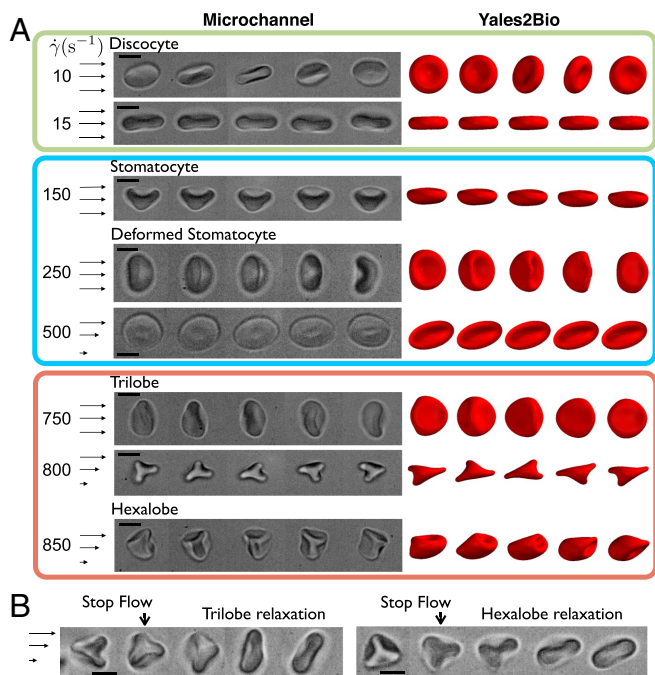 Microchannel
Yales2Bio
A
γ̇(s⁻¹)
Discocyte
10
15
Stomatocyte
150
Deformed Stomatocyte
250
500
Trilobe
750
800
Hexalobe
850
B
Stop Flow
Trilobe relaxation
Stop Flow
Hexalobe relaxation